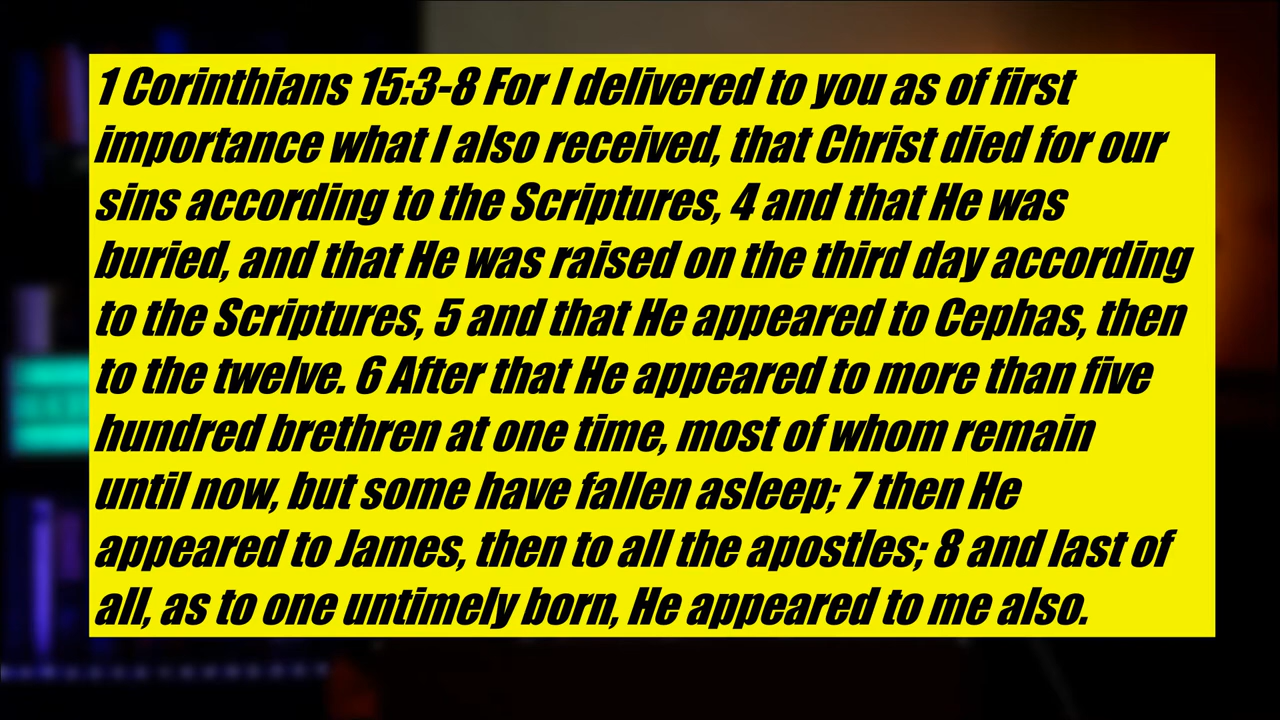 1 Corinthians 15:3-8 For I delivered to you as of first
importance what I also received, that Christ died for our
sins according to the Scriptures, 4 and that He was
buried, and that He was raised on the third day according
to the Scriptures, 5 and that He appeared to Cephas, then
to the twelve. 6 After that He appeared to more than five
hundred brethren at one time, most of whom remain
until now, but some have fallen asleep; 7 then He
appeared to James, then to all the apostles; 8 and last of
all, as to one untimely born, He appeared to me also.